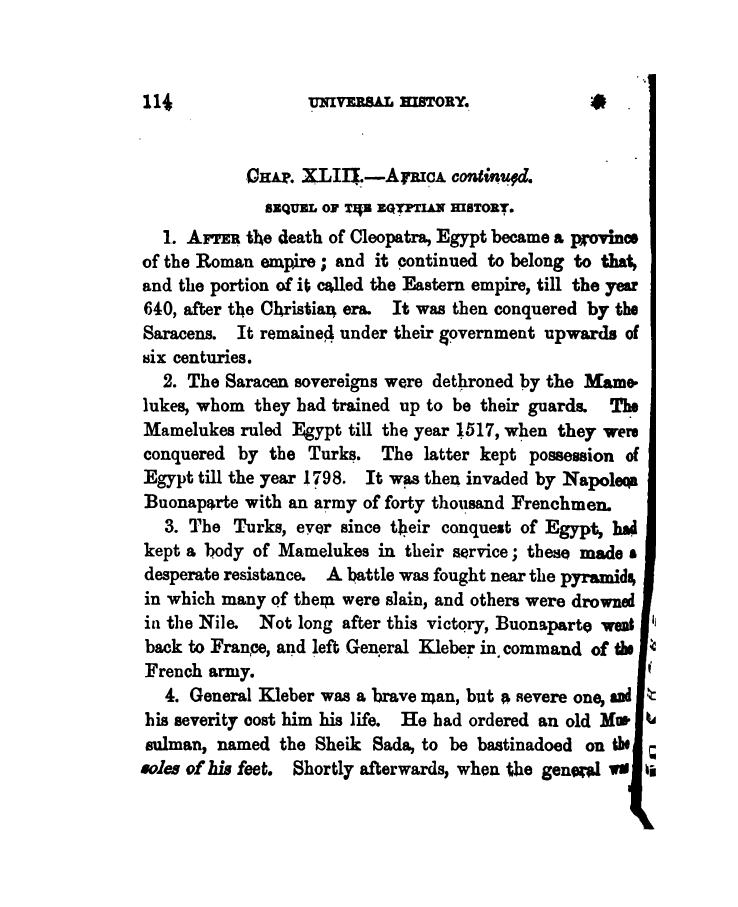 114 UNIVERSAL HISTORY.
CHAP. XLIII.—AFRICA continued.
SEQUEL OF THE EGYPTIAN HISTORY.
1. AFTER the death of Cleopatra, Egypt became a province
of the Roman empire; and it continued to belong to that,
and the portion of it called the Eastern empire, till the year
640, after the Christian era. It was then conquered by the
Saracens. It remained under their government upwards of
six centuries.
2. The Saracen sovereigns were dethroned by the Mame-
lukes, whom they had trained up to be their guards. The
Mamelukes ruled Egypt till the year 1517, when they were
conquered by the Turks. The latter kept possession of
Egypt till the year 1798. It was then invaded by Napoleon
Buonaparte with an army of forty thousand Frenchmen.
3. The Turks, ever since their conquest of Egypt, had
kept a body of Mamelukes in their service; these made a
desperate resistance. A battle was fought near the pyramids,
in which many of them were slain, and others were drowned
in the Nile. Not long after this victory, Buonaparte went
back to France, and left General Kleber in command of the
French army.
4. General Kleber was a brave man, but a severe one, and
his severity cost him his life. He had ordered an old Mus-
sulman, named the Sheik Sada, to be bastinadoed on the
soles of his feet. Shortly afterwards, when the general was